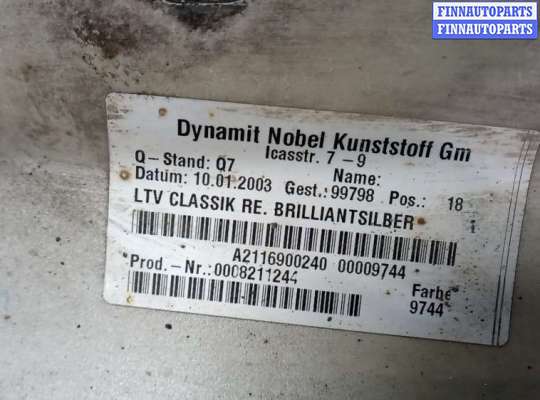 FINNAUTOPARTS
FINNAUTOPARTS
Dynamit Nobel Kunststoff Gm
Icasstr. 7-9
Q-Stand: Q7 Name:
Datum: 10.01.2003 Gest.: 99798 Pos.: 18
LTV CLASSIK RE. BRILLIANTSILBER
1
A2116900240 00009744
Prod.-Nr.:0008211244
Farbe
9744